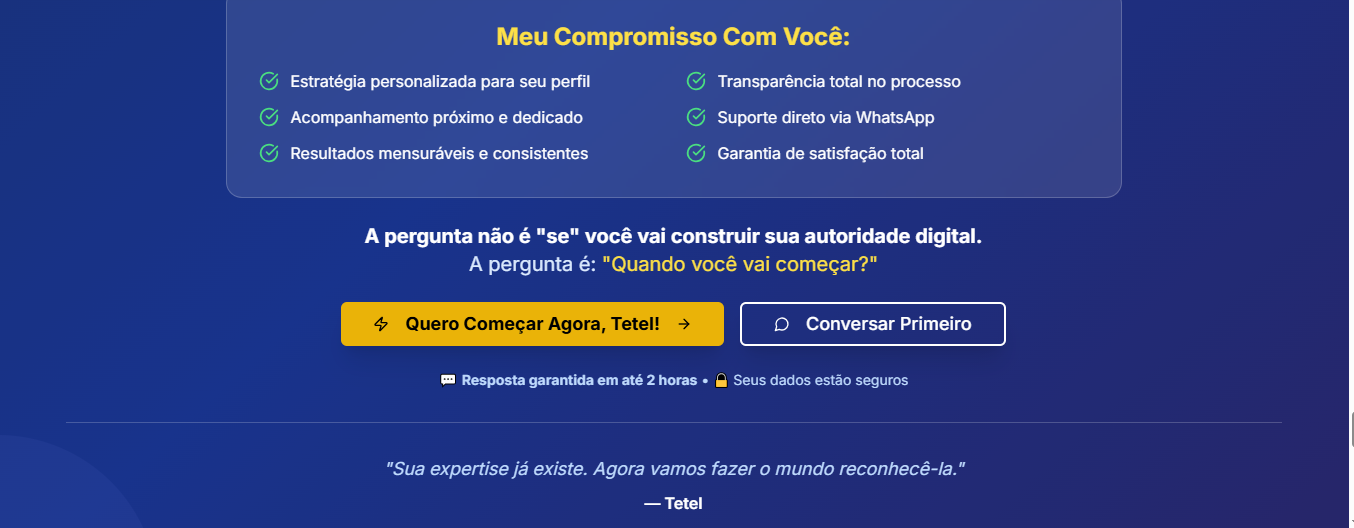 Meu Compromisso Com Você:
Estratégia personalizada para seu perfil
Transparência total no processo
Acompanhamento próximo e dedicado
Suporte direto via WhatsApp
Resultados mensuráveis e consistentes
Garantia de satisfação total
A pergunta não é "se" você vai construir sua autoridade digital.
A pergunta é: "Quando você vai começar?"
Quero Começar Agora, Tetel!
Conversar Primeiro
Resposta garantida em até 2 horas • Seus dados estão seguros
"Sua expertise já existe. Agora vamos fazer o mundo reconhecê-la."
— Tetel